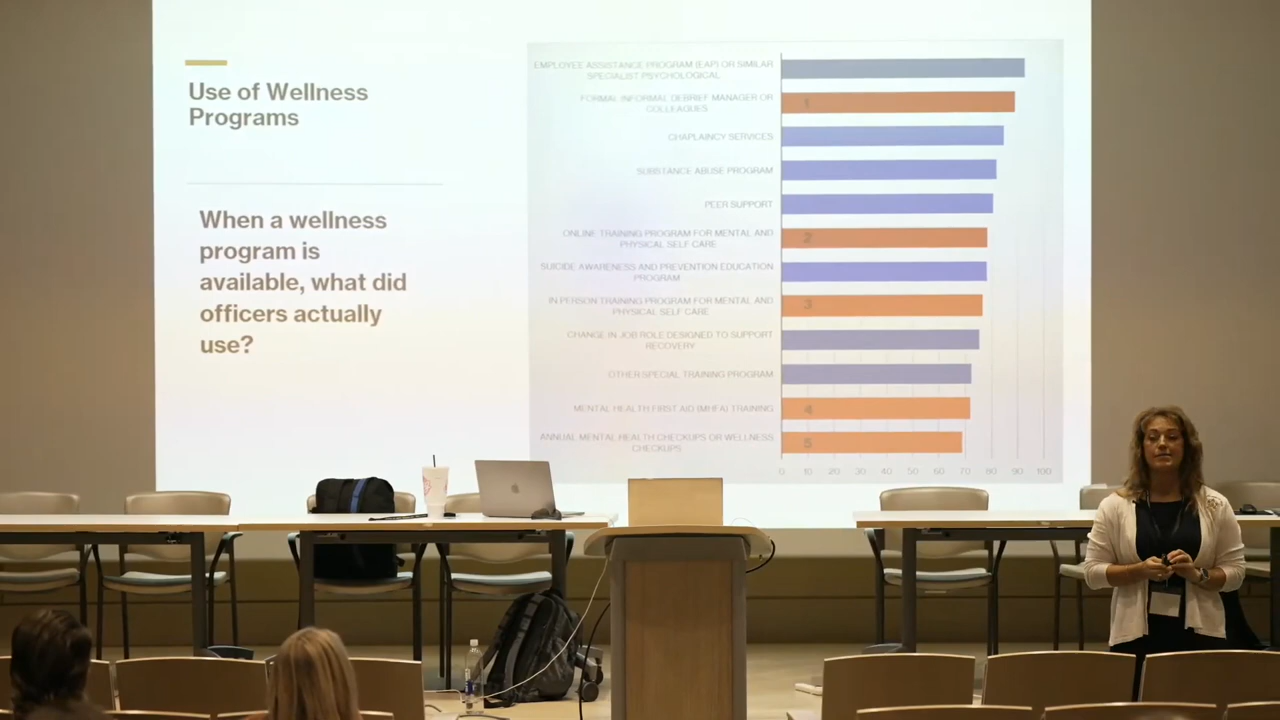 Use of Wellness
Programs
When a wellness
program is
available, what did
officers actually
use?
EMPLOYEE ASSISTANCE PROGRAM (EAP) OR SIMILAR
SPECIALIST PSYCHOLOGICAL
FORMAL INFORMAL DEBRIEF MANAGER OR
COLLEAGUES
1
CHAPLAINCY SERVICES
SUBSTANCE ABUSE PROGRAM
PEER SUPPORT
ONLINE TRAINING PROGRAM FOR MENTAL AND
PHYSICAL SELF CARE
2
SUICIDE AWARENESS AND PREVENTION EDUCATION
PROGRAM
IN PERSON TRAINING PROGRAM FOR MENTAL AND
PHYSICAL SELF CARE
3
CHANGE IN JOB ROLE DESIGNED TO SUPPORT
RECOVERY
OTHER SPECIAL TRAINING PROGRAM
MENTAL HEALTH FIRST AID (MHFA) TRAINING
4
ANNUAL MENTAL HEALTH CHECKUPS OR WELLNESS
CHECKUPS
5
0 10 20 30 40 50 60 70 80 90 100